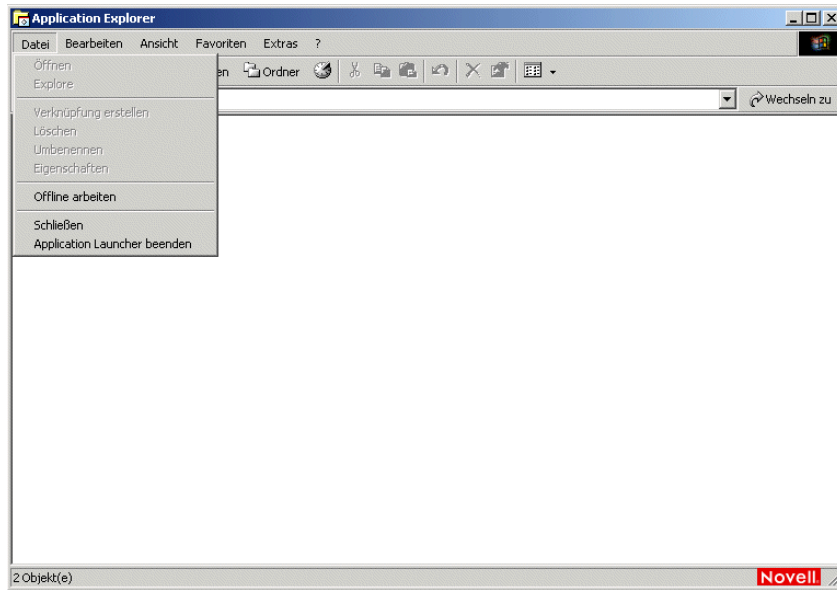 Application Explorer
Datei Bearbeiten Ansicht Favoriten Extras ?
Öffnen
Explore
Verknüpfung erstellen
Löschen
Umbenennen
Eigenschaften
Offline arbeiten
Schließen
Application Launcher beenden
en Ordner
Wechseln zu
2 Objekt(e)
Novell.